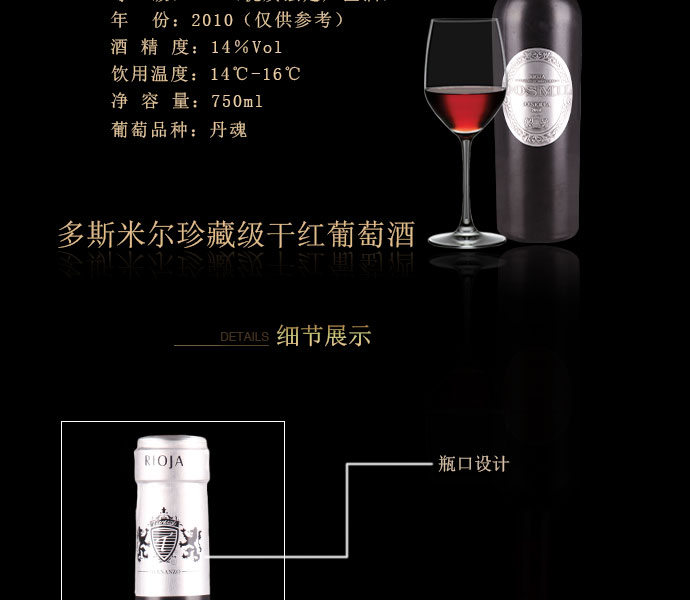 年 份：2010（仅供参考）
酒 精 度：14%Vol
饮用温度：14℃-16℃
净 容 量：750ml
葡萄品种：丹魂
RIOJA
多斯米尔珍藏级干红葡萄酒
DETAILS 细节展示
RIOJA
瓶口设计